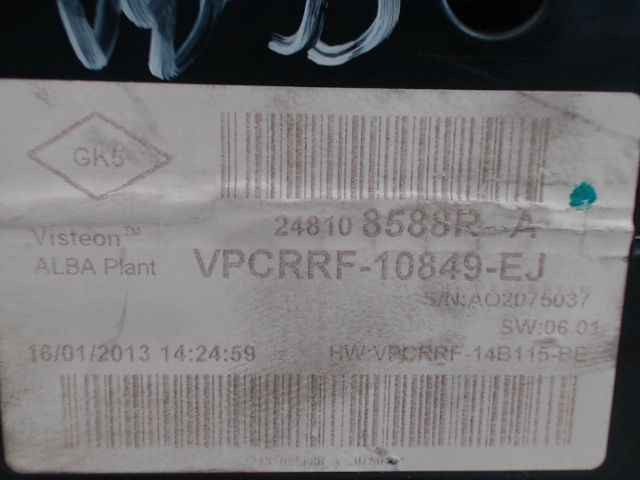 GK5
24810 8588R-A
Visteon™
ALBA Plant
VPCRRF-10849-EJ
S/N:AO2075037
SW:06.01
16/01/2013 14:24:59
HW:VPCRRF-14B115-BE